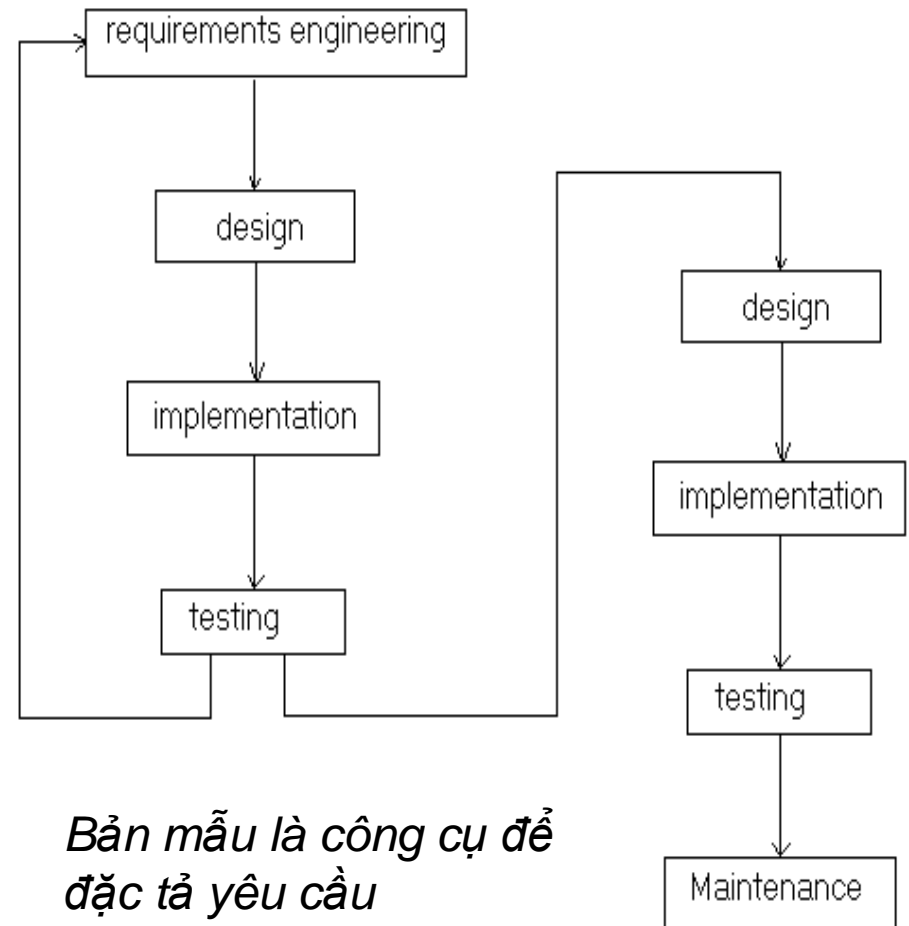 requirements engineering
design
implementation
testing
design
implementation
testing
Maintenance
Bản mẫu là công cụ để
đặc tả yêu cầu